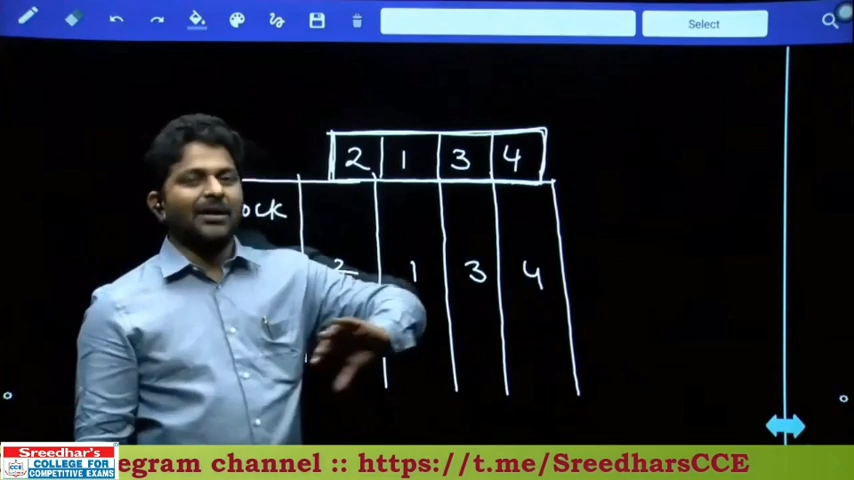 Select
2 1 3 4
ock
2 1 3 4
Sreedhar's
CCE
COLLEGE FOR
COMPETITIVE EXAMS
egram channel :: https://t.me/SreedharsCCE